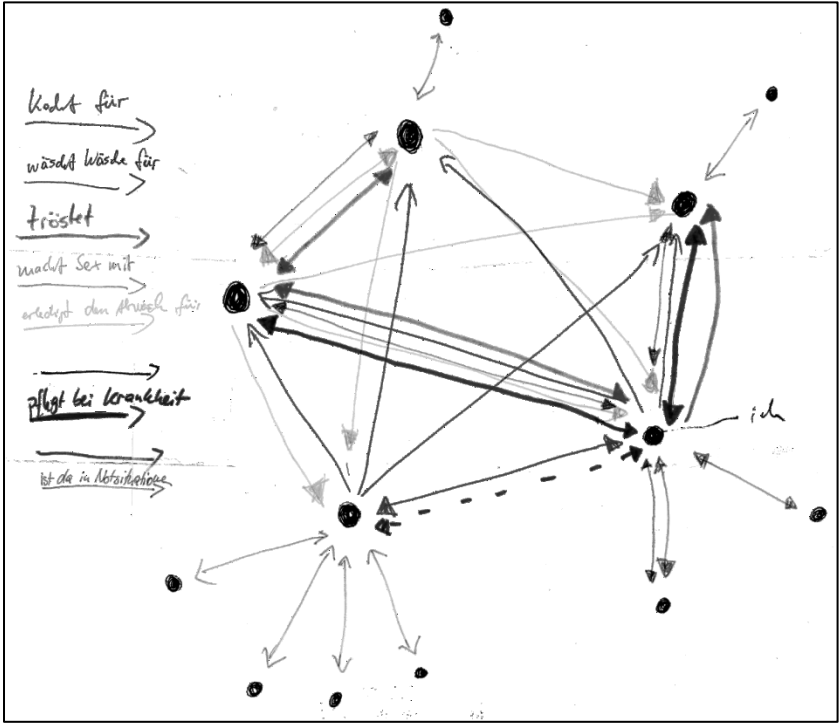 kocht für
wäscht Wäsche für
tröstet
macht Sex mit
erledigt den Abwasch für
pflegt bei Krankheit
ist da in Notsituationen
ich